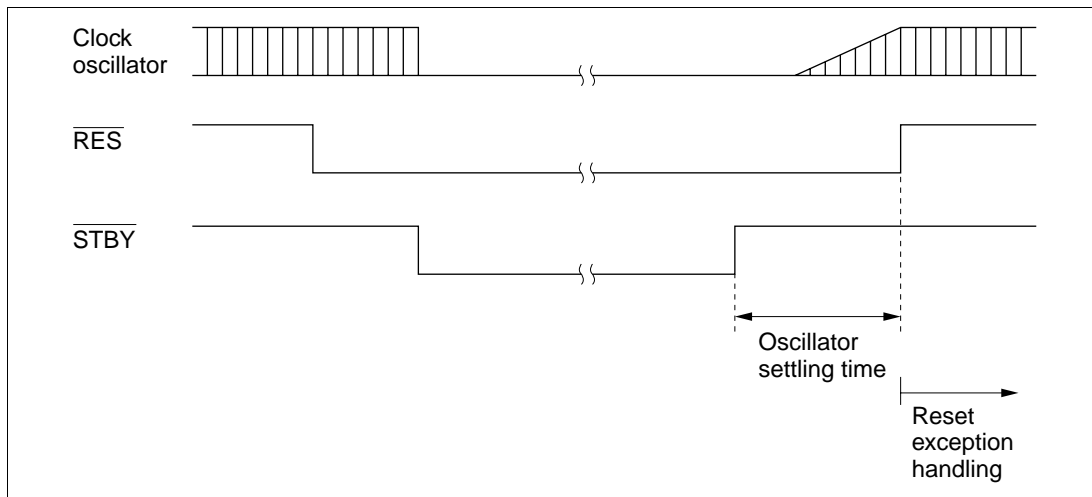 Clock
oscillator
RES
STBY
Oscillator
settling time
Reset
exception
handling